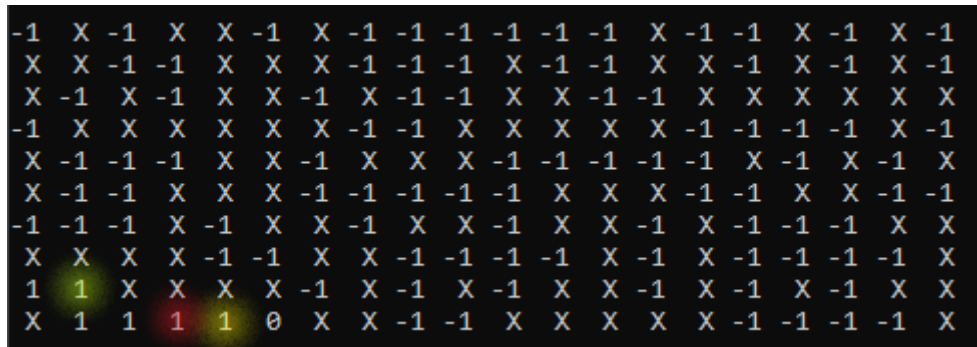 -1 X -1 X X -1 X -1 -1 -1 -1 -1 -1 X -1 -1 X -1 X -1
X X -1 -1 X X X -1 -1 -1 X -1 -1 X X -1 X -1 X -1
X -1 X -1 X X -1 X -1 -1 X X -1 -1 X X X X X X
-1 X X X X X X -1 -1 X X X X X -1 -1 -1 -1 X -1
X -1 -1 -1 X X -1 X X X -1 -1 -1 -1 -1 X -1 X -1 X
X -1 -1 X X X -1 -1 -1 -1 -1 X X X -1 -1 X X -1 -1
-1 -1 -1 X -1 X X -1 X X -1 -1 X -1 X -1 -1 -1 X X
X X X X -1 -1 X X -1 -1 -1 -1 X -1 X -1 -1 -1 -1 X
1 1 X X X X -1 X -1 X -1 X X -1 X -1 X -1 X X
X 1 1 1 1 0 X X -1 -1 X X X X X -1 -1 -1 -1 X